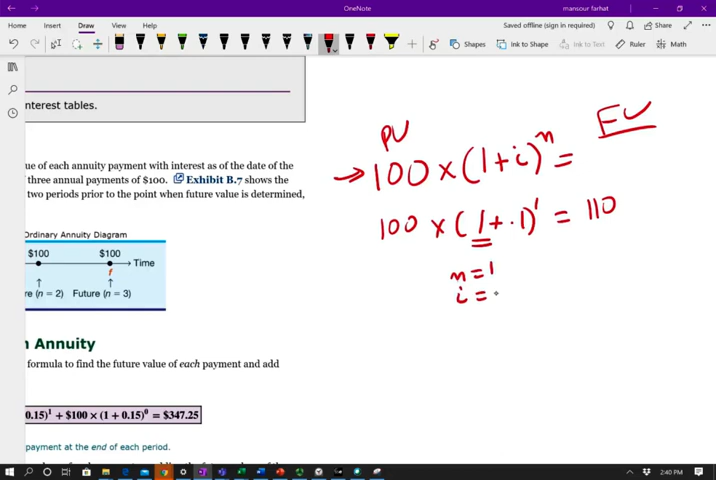 OneNote
mansour farhat
Home Insert Draw View Help
Saved offline (sign in required) Share
Shapes Ink to Shape Ink to Text Ruler Math
nterest tables.
FV
PV
100 × (1+i)^n =
ue of each annuity payment with interest as of the date of the
f three annual payments of $100. Exhibit B.7 shows the
two periods prior to the point when future value is determined,
100 × (1+.1)^1 = 110
Ordinary Annuity Diagram
$100 $100
Time
f
re (n = 2) Future (n = 3)
n = 1
i =
n Annuity
formula to find the future value of each payment and add
0.15)¹ + $100 × (1 + 0.15)⁰ = $347.25
payment at the end of each period.
2:40 PM